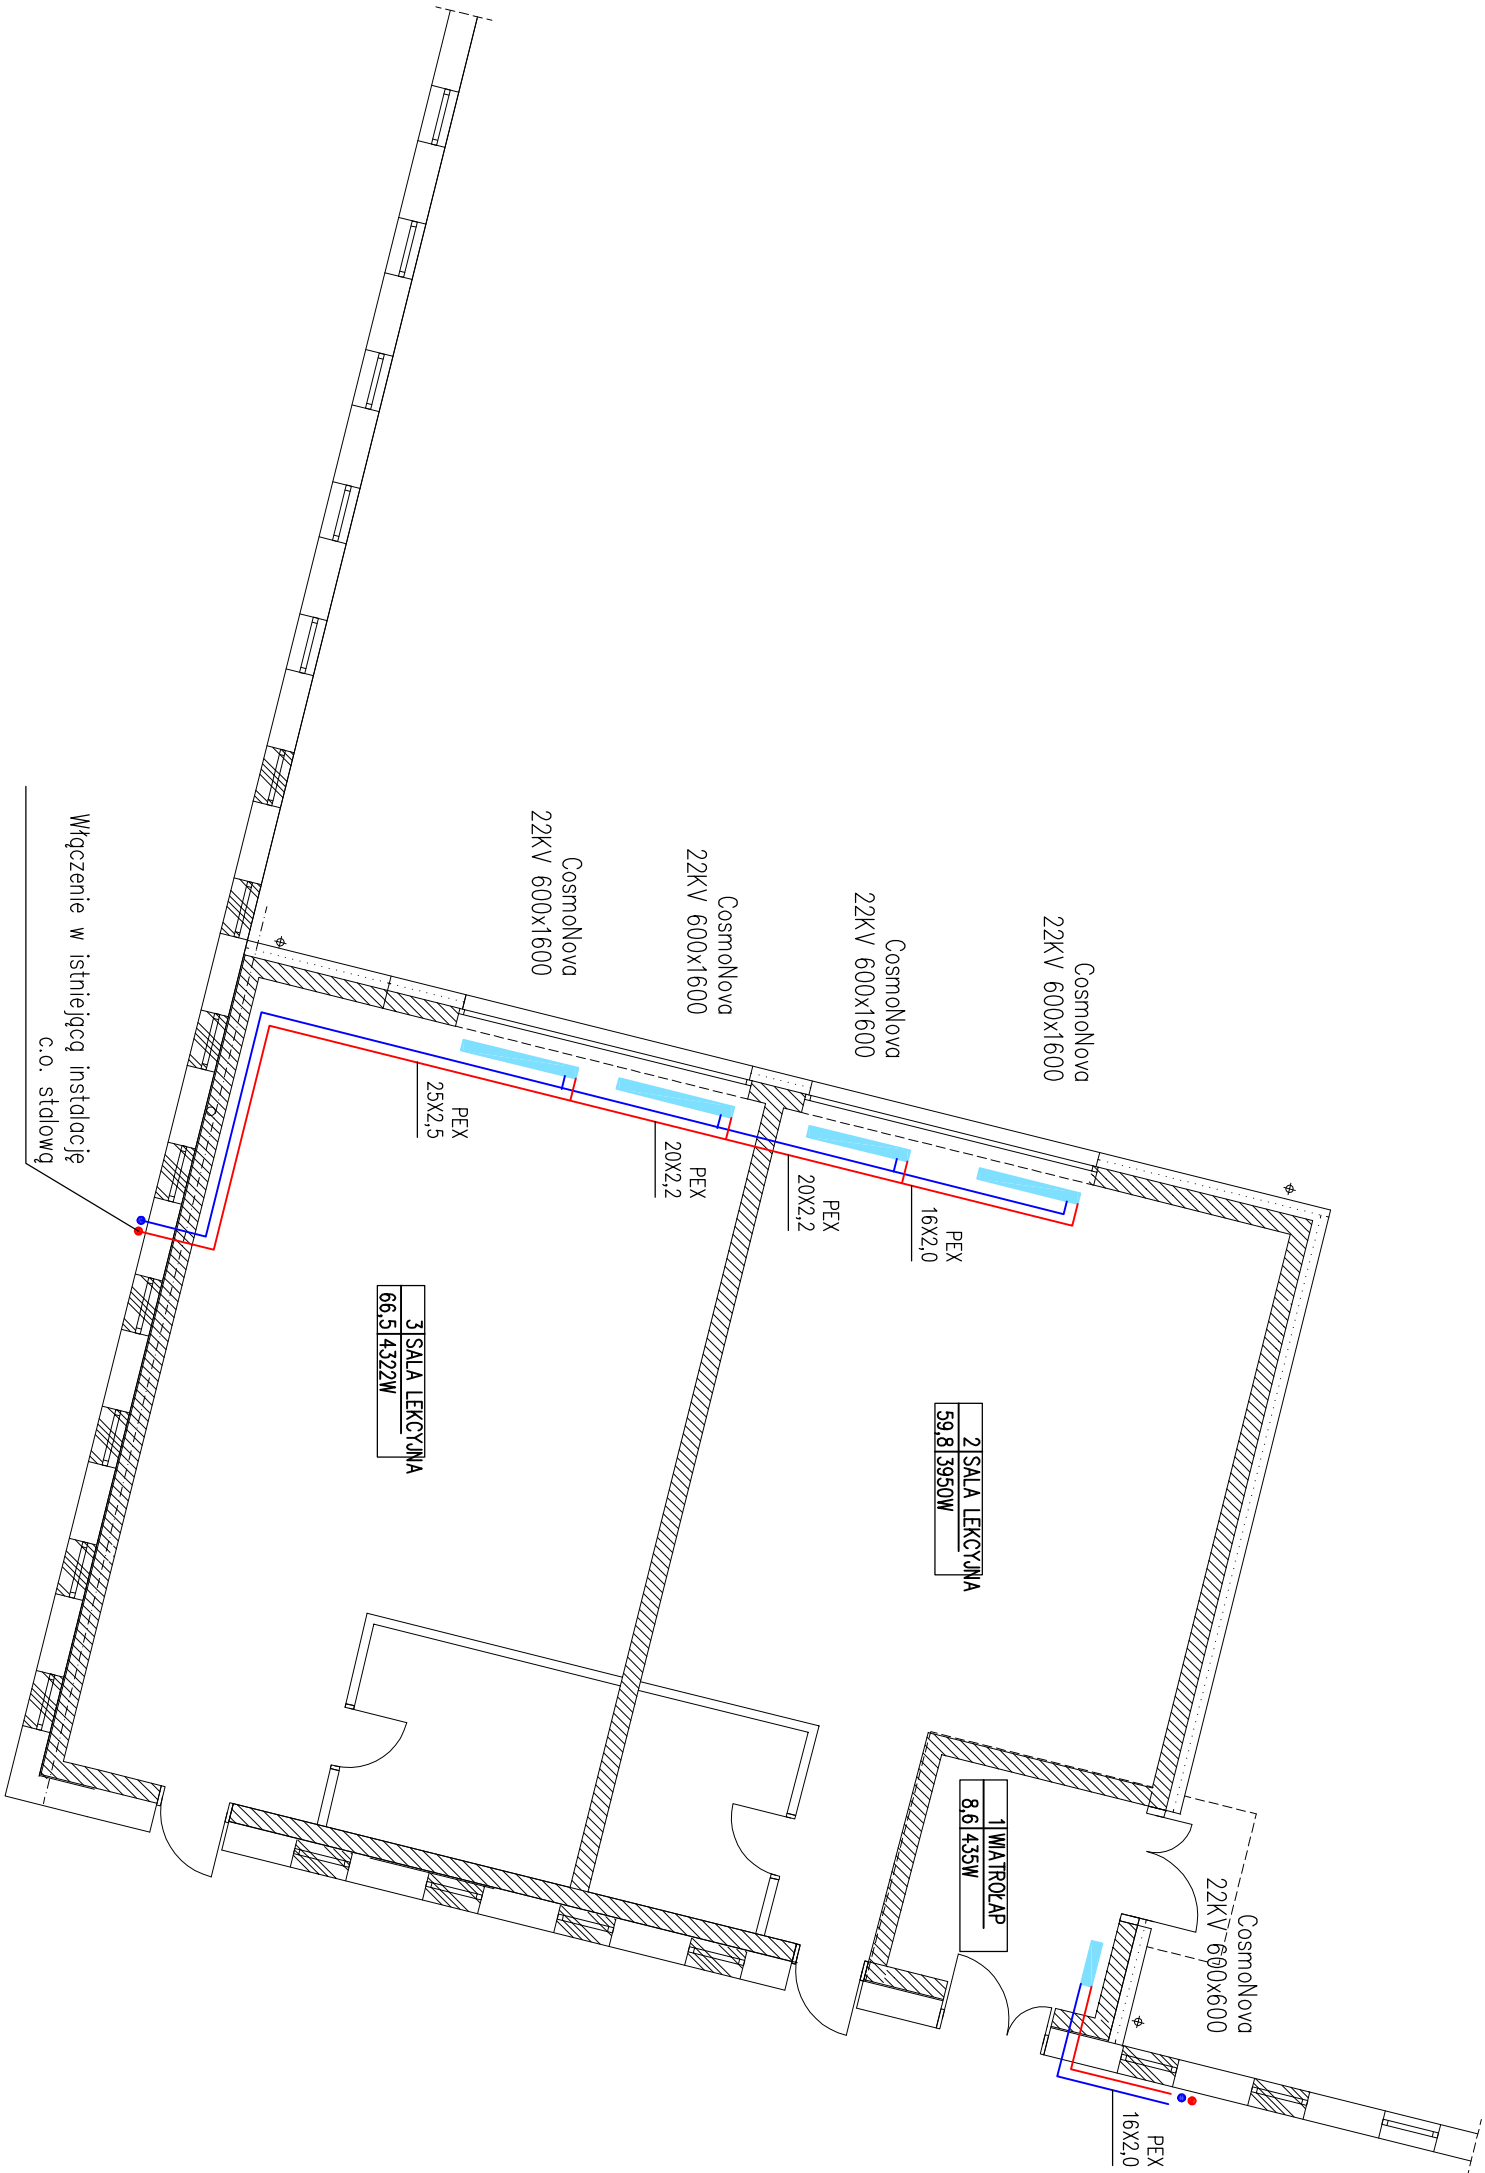 CosmoNova
22KV 600x1600
CosmoNova
22KV 600x1600
CosmoNova
22KV 600x1600
CosmoNova
22KV 600x1600
Włączenie w istniejącą instalację
c.o. stalową
PEX
25X2,5
PEX
20X2,2
PEX
20X2,2
PEX
16X2,0
3 SALA LEKCYJNA
66,5 4322W
2 SALA LEKCYJNA
59,8 3950W
1 WIATROŁAP
8,6 435W
CosmoNova
22KV 600x600
PEX
16X2,0